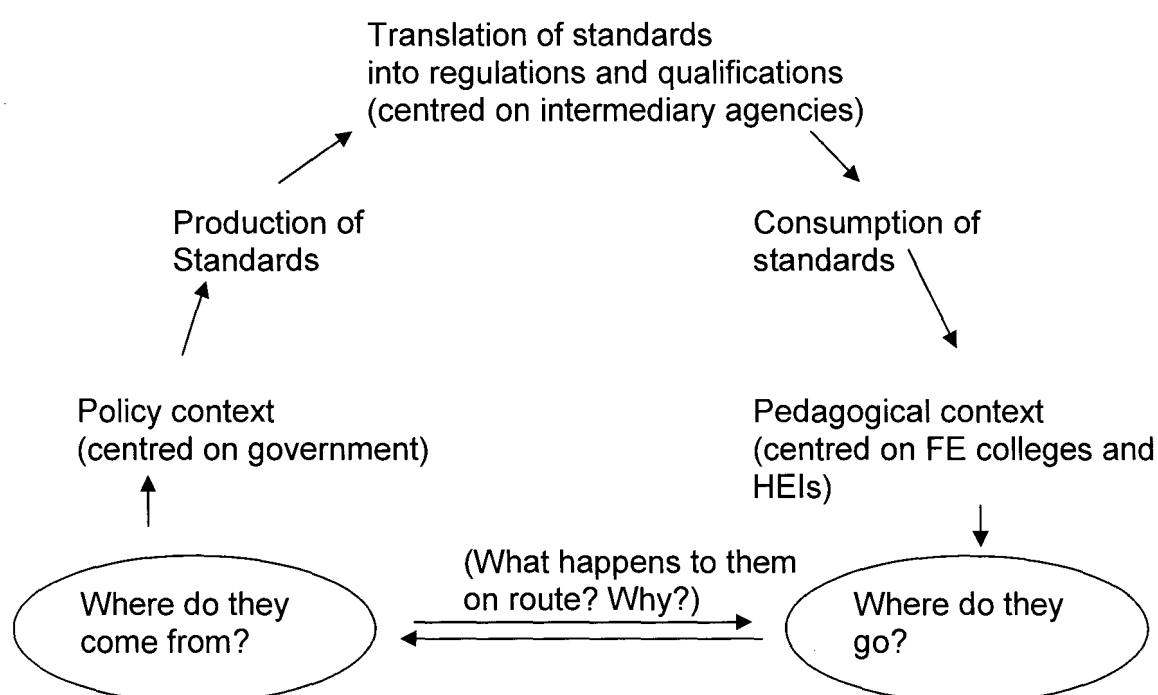 Translation of standards
into regulations and qualifications
(centred on intermediary agencies)
Production of
Standards
Consumption of
standards
Policy context
(centred on government)
Pedagogical context
(centred on FE colleges and
HEIs)
(What happens to them
on route? Why?)
Where do they
come from?
Where do they
go?